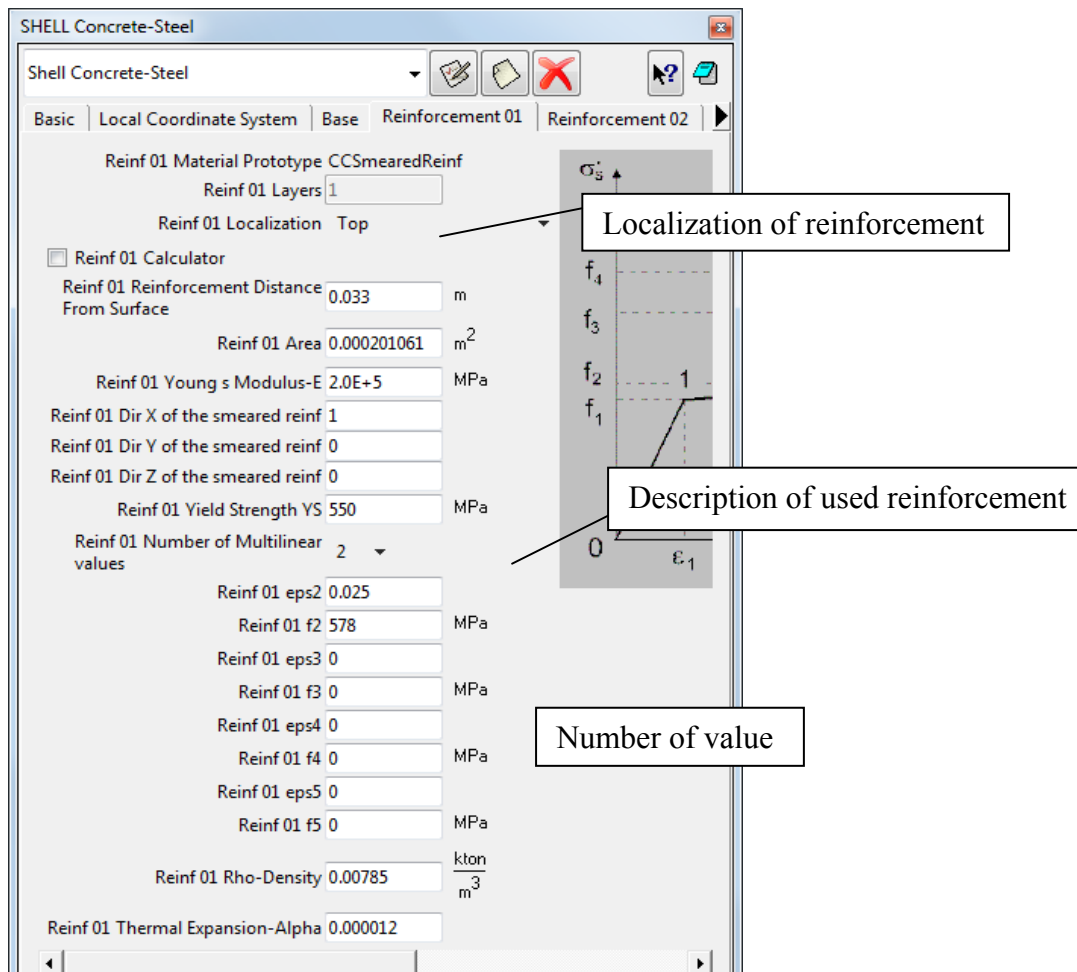 SHELL Concrete-Steel
Shell Concrete-Steel
?
Basic Local Coordinate System Base Reinforcement 01 Reinforcement 02
Reinf 01 Material Prototype CCSmearedReinf
Reinf 01 Layers 1
Reinf 01 Localization Top
Localization of reinforcement
Reinf 01 Calculator
Reinf 01 Reinforcement Distance
From Surface 0.033 m
Reinf 01 Area 0.000201061 m2
Reinf 01 Young s Modulus-E 2.0E+5 MPa
Reinf 01 Dir X of the smeared reinf 1
Reinf 01 Dir Y of the smeared reinf 0
Reinf 01 Dir Z of the smeared reinf 0
Reinf 01 Yield Strength YS 550 MPa
Reinf 01 Number of Multilinear
values 2
Reinf 01 eps2 0.025
Reinf 01 f2 578 MPa
Reinf 01 eps3 0
Reinf 01 f3 0 MPa
Reinf 01 eps4 0
Reinf 01 f4 0 MPa
Reinf 01 eps5 0
Reinf 01 f5 0 MPa
Reinf 01 Rho-Density 0.00785 kton
m3
Reinf 01 Thermal Expansion-Alpha 0.000012
σ's
f4
f3
f2 1
f1
Description of used reinforcement
0 ε1
Number of value